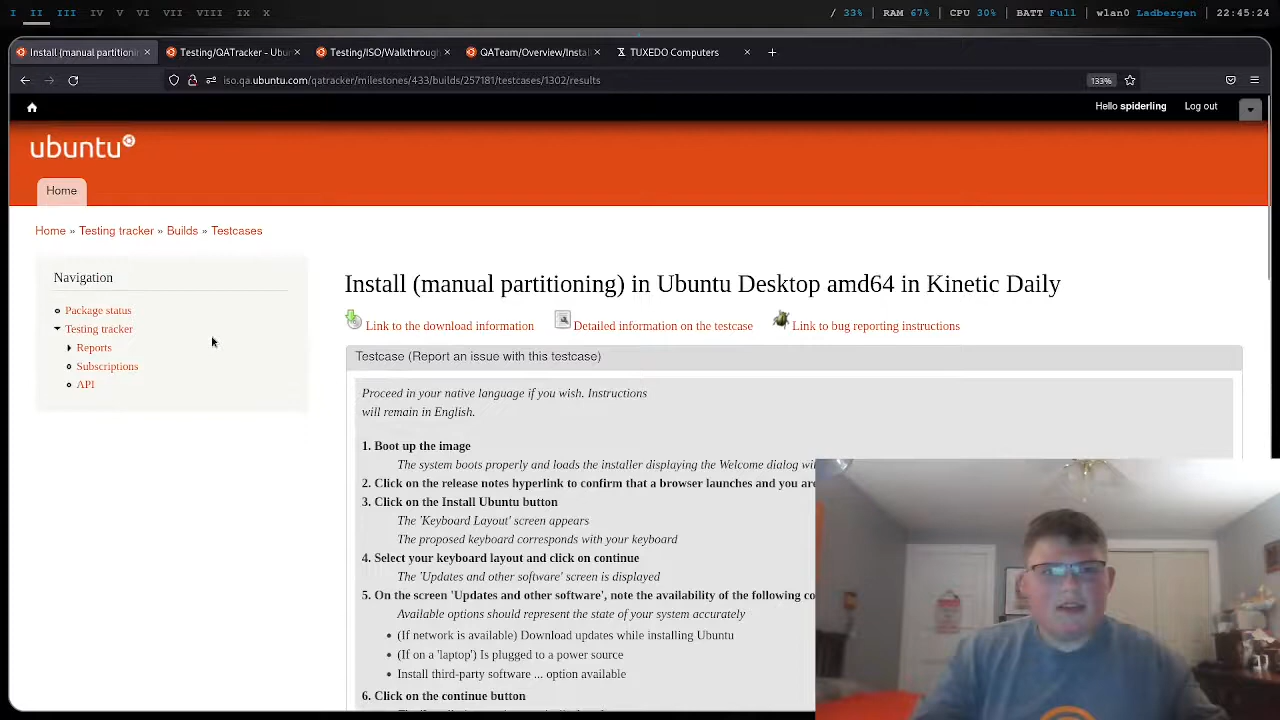 I II III IV V VI VII VIII IX X
/ 33% | RAM 67% | CPU 30% | BATT Full | wlan0 Ladbergen | 22:45:24
Install (manual partitionin × Testing/QATracker - Ubun × Testing/ISO/Walkthrough × QATeam/Overview/Instal × TUXEDO Computers × +
iso.qa.ubuntu.com/qatracker/milestones/433/builds/257181/testcases/1302/results 133%
Hello spiderling Log out
ubuntu
Home
Home » Testing tracker » Builds » Testcases
Navigation
Package status
Testing tracker
Reports
Subscriptions
API
Install (manual partitioning) in Ubuntu Desktop amd64 in Kinetic Daily
Link to the download information Detailed information on the testcase Link to bug reporting instructions
Testcase (Report an issue with this testcase)
Proceed in your native language if you wish. Instructions
will remain in English.
1. Boot up the image
The system boots properly and loads the installer displaying the Welcome dialog wi
2. Click on the release notes hyperlink to confirm that a browser launches and you are
3. Click on the Install Ubuntu button
The 'Keyboard Layout' screen appears
The proposed keyboard corresponds with your keyboard
4. Select your keyboard layout and click on continue
The 'Updates and other software' screen is displayed
5. On the screen 'Updates and other software', note the availability of the following co
Available options should represent the state of your system accurately
• (If network is available) Download updates while installing Ubuntu
• (If on a 'laptop') Is plugged to a power source
• Install third-party software ... option available
6. Click on the continue button